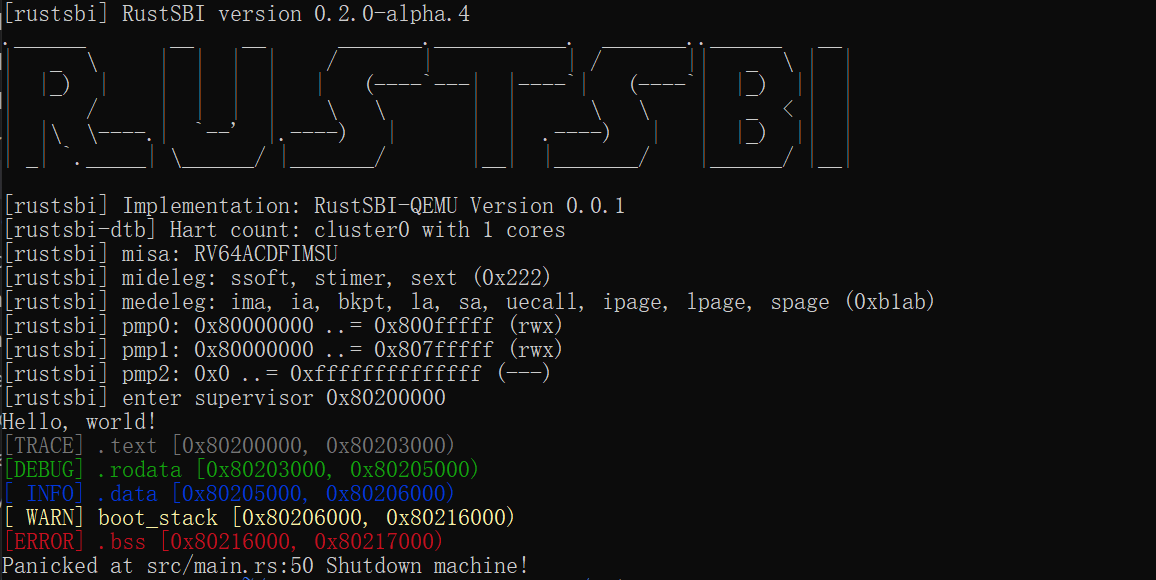 [rustsbi] RustSBI version 0.2.0-alpha.4
RUSTSBI
[rustsbi] Implementation: RustSBI-QEMU Version 0.0.1
[rustsbi-dtb] Hart count: cluster0 with 1 cores
[rustsbi] misa: RV64ACDFIMSU
[rustsbi] mideleg: ssoft, stimer, sext (0x222)
[rustsbi] medeleg: ima, ia, bkpt, la, sa, uecall, ipage, lpage, spage (0xb1ab)
[rustsbi] pmp0: 0x80000000 ..= 0x800fffff (rwx)
[rustsbi] pmp1: 0x80000000 ..= 0x807fffff (rwx)
[rustsbi] pmp2: 0x0 ..= 0xffffffffffffff (---)
[rustsbi] enter supervisor 0x80200000
Hello, world!
[TRACE] .text [0x80200000, 0x80203000)
[DEBUG] .rodata [0x80203000, 0x80205000)
[ INFO] .data [0x80205000, 0x80206000)
[ WARN] boot_stack [0x80206000, 0x80216000)
[ERROR] .bss [0x80216000, 0x80217000)
Panicked at src/main.rs:50 Shutdown machine!